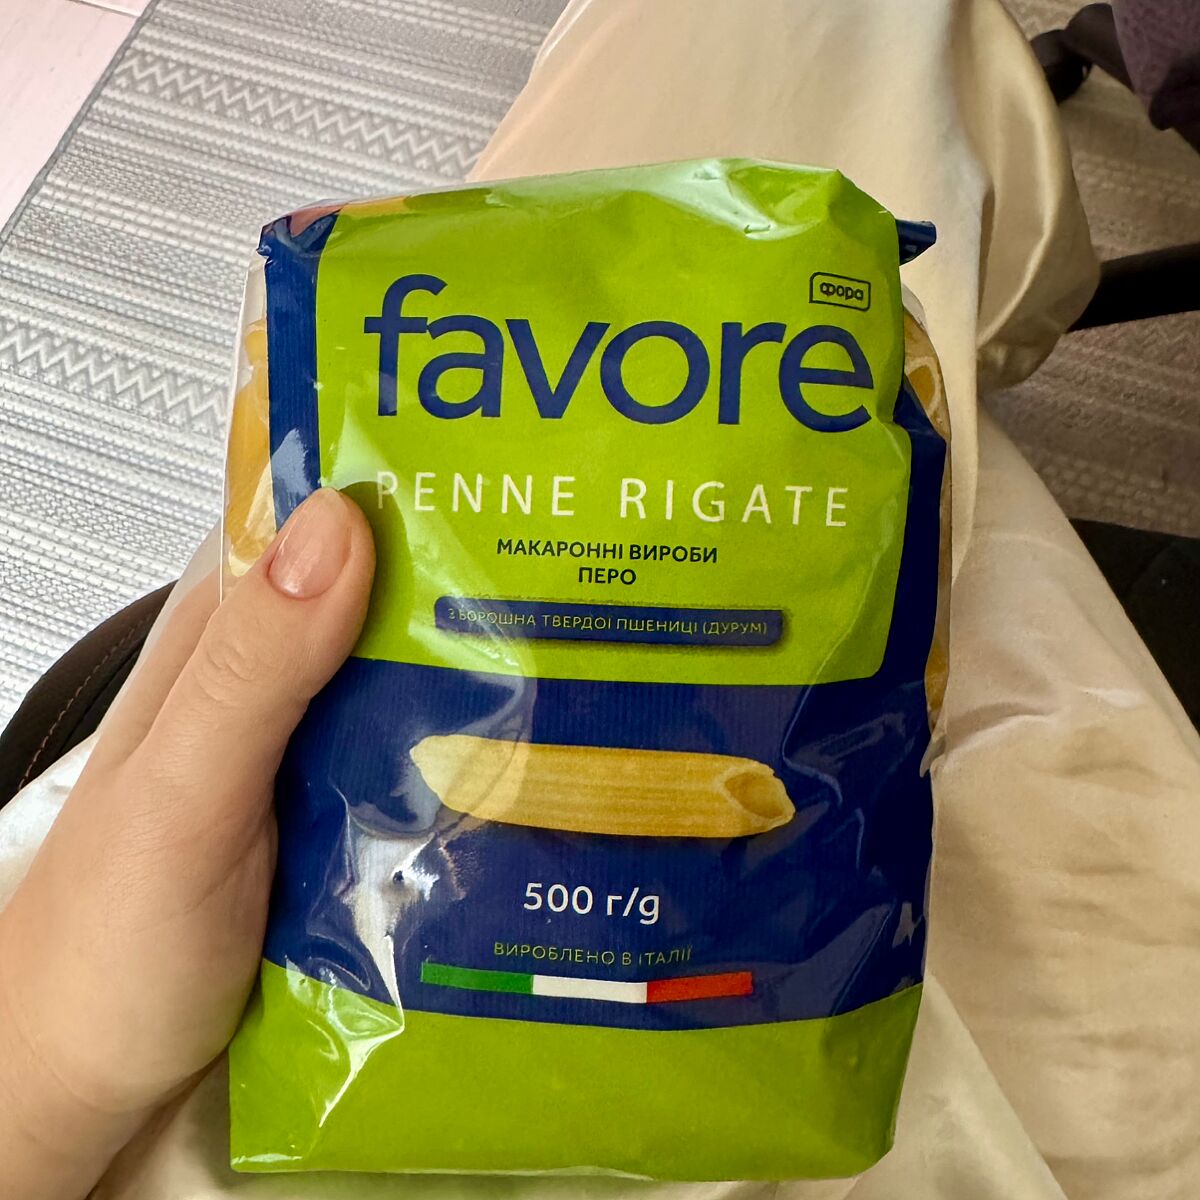 фора
favore
PENNE RIGATE
МАКАРОННІ ВИРОБИ
ПЕРО
З БОРОШНА ТВЕРДОЇ ПШЕНИЦІ (ДУРУМ)
500 г/g
ВИРОБЛЕНО В ІТАЛІЇ